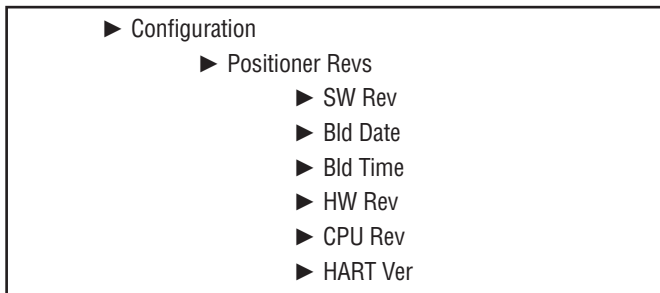 ► Configuration
► Positioner Revs
► SW Rev
► Bld Date
► Bld Time
► HW Rev
► CPU Rev
► HART Ver